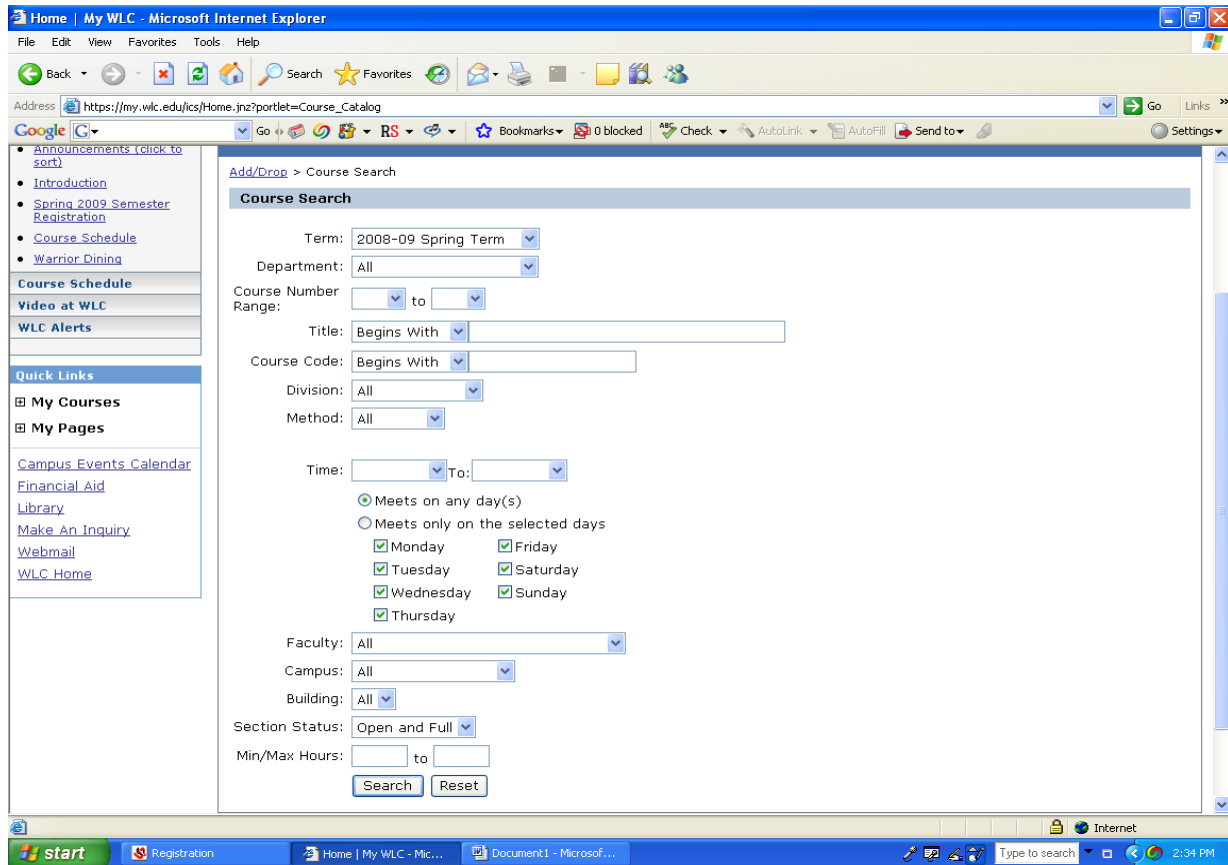 Home | My WLC - Microsoft Internet Explorer
File Edit View Favorites Tools Help
Back Search Favorites
Address https://my.wlc.edu/ics/Home.jnz?portlet=Course_Catalog Go Links »
Google G Go RS Bookmarks 0 blocked ABC Check AutoLink AutoFill Send to Settings
Announcements (click to
sort)
Introduction
Spring 2009 Semester
Registration
Course Schedule
Warrior Dining
Course Schedule
Video at WLC
WLC Alerts
Quick Links
My Courses
My Pages
Campus Events Calendar
Financial Aid
Library
Make An Inquiry
Webmail
WLC Home
Add/Drop > Course Search
Course Search
Term: 2008-09 Spring Term
Department: All
Course Number
Range: to
Title: Begins With
Course Code: Begins With
Division: All
Method: All
Time: To:
Meets on any day(s)
Meets only on the selected days
Monday Friday
Tuesday Saturday
Wednesday Sunday
Thursday
Faculty: All
Campus: All
Building: All
Section Status: Open and Full
Min/Max Hours: to
Search Reset
Internet
start Registration Home | My WLC - Mic... Document1 - Microsof... Type to search 2:34 PM